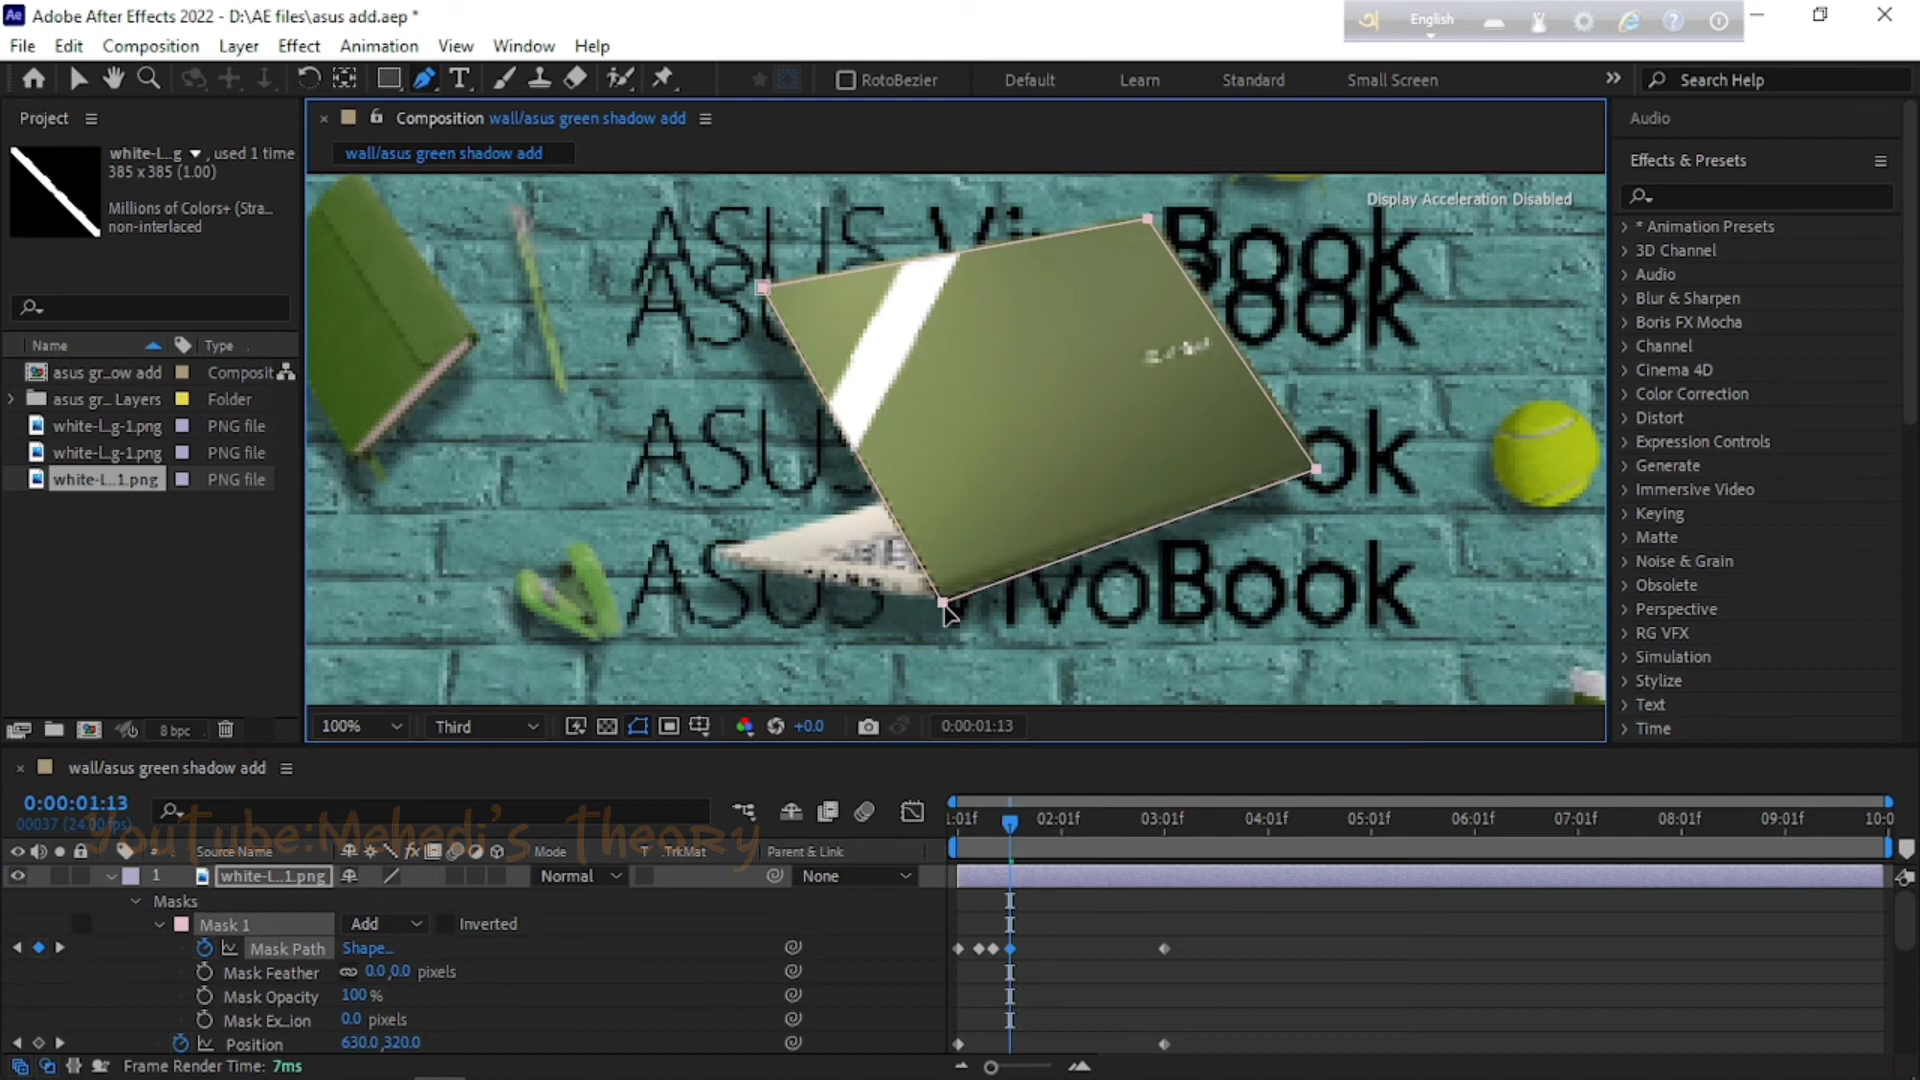 Ae Adobe After Effects 2022 - D:\AE files\asus add.aep *
English
File Edit Composition Layer Effect Animation View Window Help
RotoBezier Default Learn Standard Small Screen Search Help
Project
Composition wall/asus green shadow add
wall/asus green shadow add
white-L...g , used 1 time
385 x 385 (1.00)
Millions of Colors+ (Stra...
non-interlaced
Name Type
asus gr...ow add Composit
asus gr... Layers Folder
white-L...g-1.png PNG file
white-L...g-1.png PNG file
white-L...1.png PNG file
8 bpc
Display Acceleration Disabled
ASUS VivoBook
ASUS Book
ASUS ook
ASUS VivoBook
100% Third +0.0 0:00:01:13
Audio
Effects & Presets
* Animation Presets
3D Channel
Audio
Blur & Sharpen
Boris FX Mocha
Channel
Cinema 4D
Color Correction
Distort
Expression Controls
Generate
Immersive Video
Keying
Matte
Noise & Grain
Obsolete
Perspective
RG VFX
Simulation
Stylize
Text
Time
wall/asus green shadow add
0:00:01:13
00037 (24.00 fps)
YouTube:Mehedi's Theory
1:01f 02:01f 03:01f 04:01f 05:01f 06:01f 07:01f 08:01f 09:01f 10:0
# Source Name fx Mode T .TrkMat Parent & Link
1 white-L...1.png Normal None
Masks
Mask 1 Add Inverted
Mask Path Shape...
Mask Feather 0.0,0.0 pixels
Mask Opacity 100 %
Mask Ex...ion 0.0 pixels
Position 630.0,320.0
Frame Render Time: 7ms